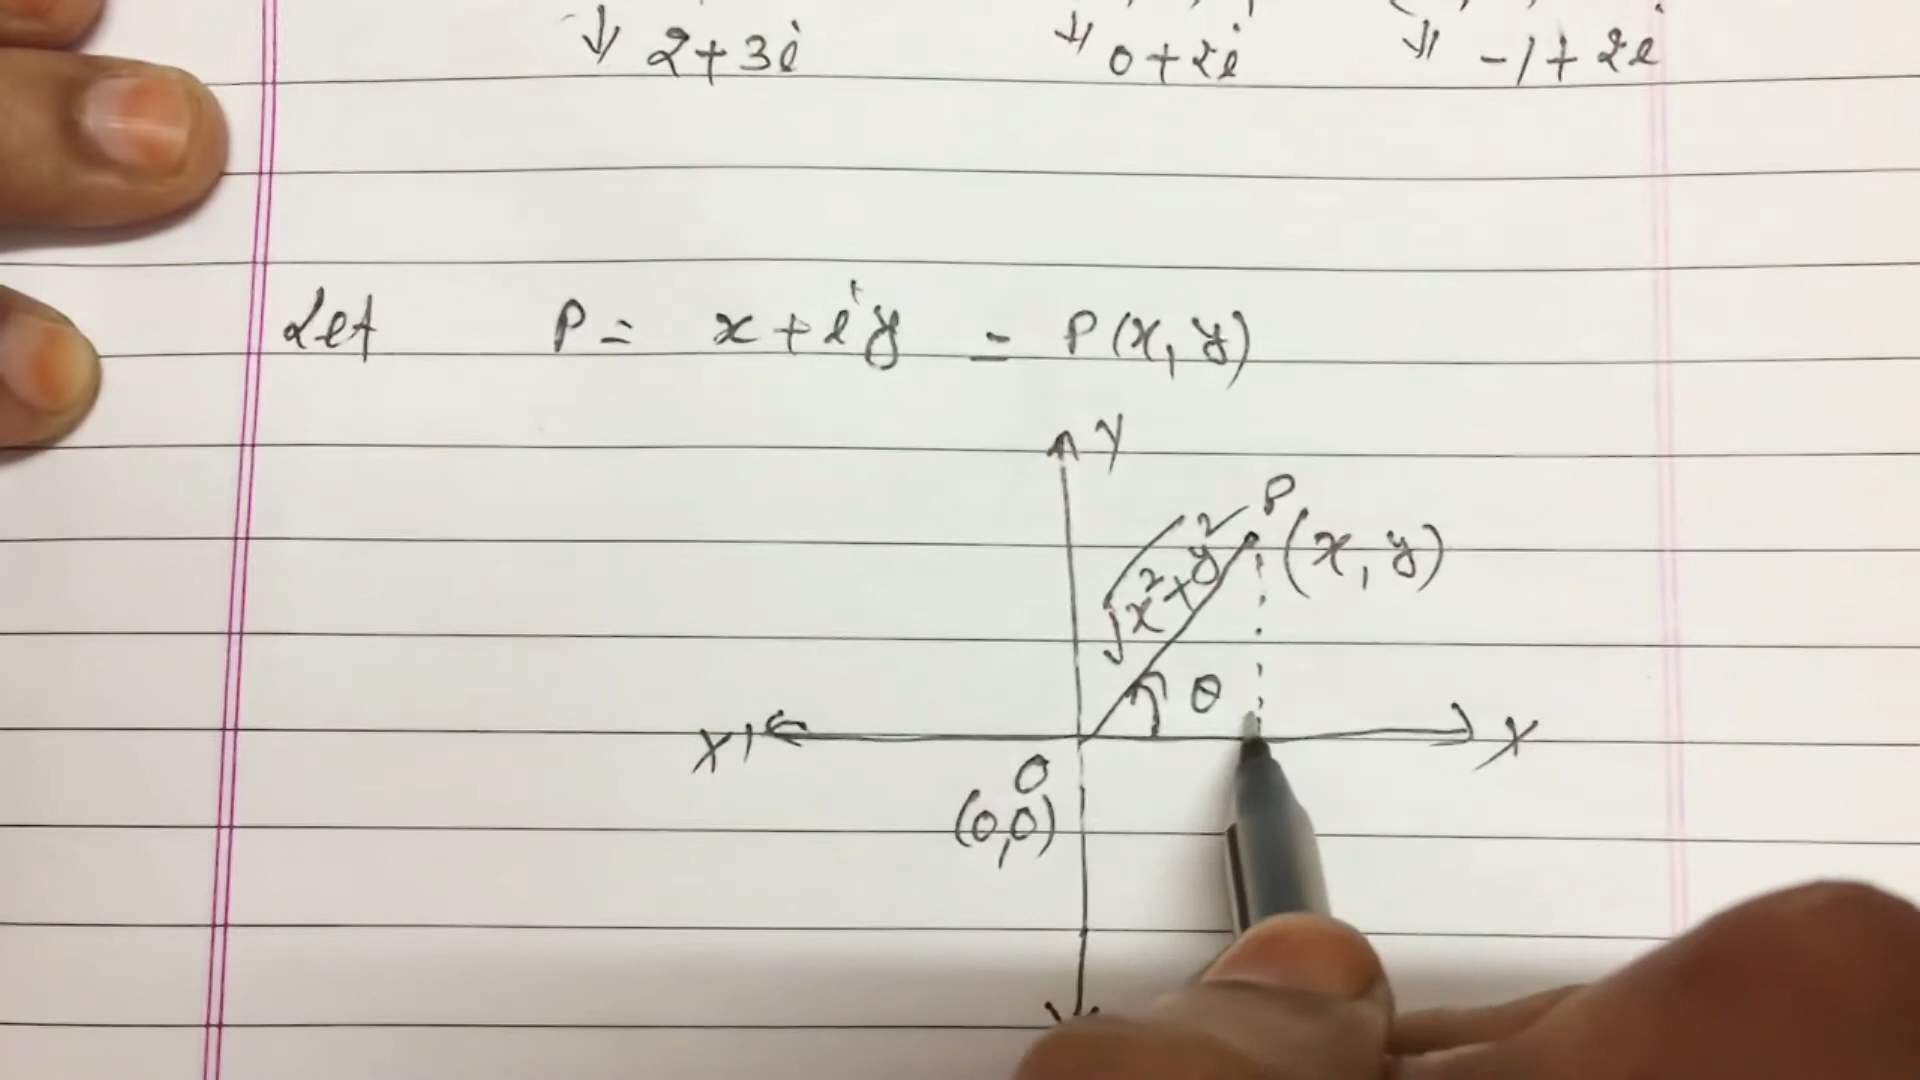 ↓ 2+3i ↓ 0+2i ↓ -1+2i
Let P = x+iy = P(x, y)
Y
P
√x²+y² (x, y)
θ
X' X
O
(0,0)